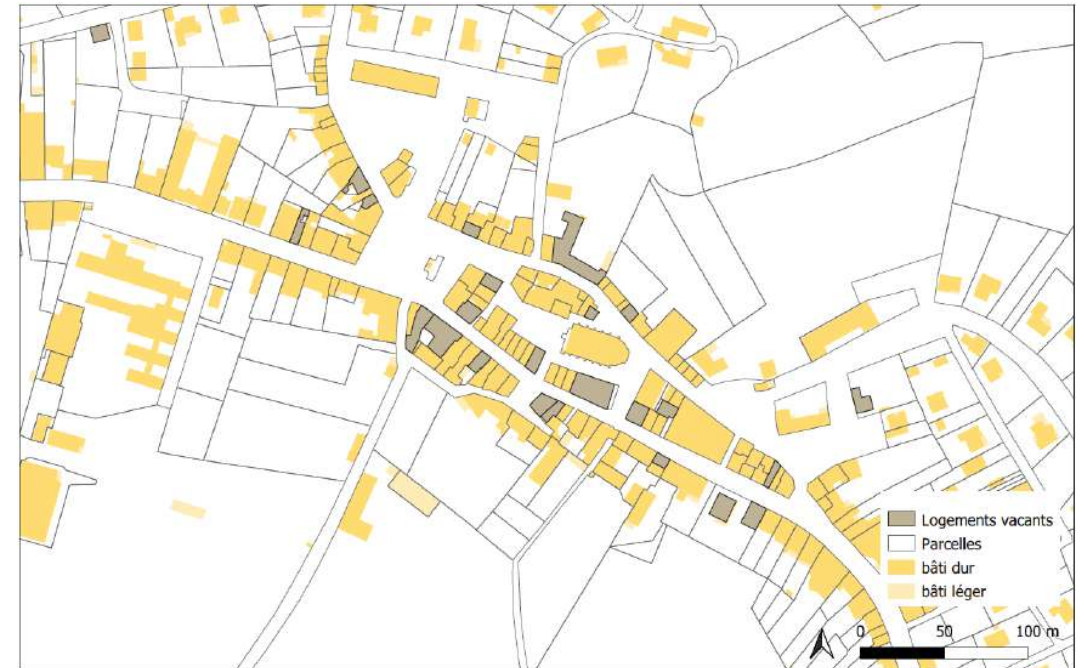 Logements vacants
Parcelles
bâti dur
bâti léger
0 50 100 m